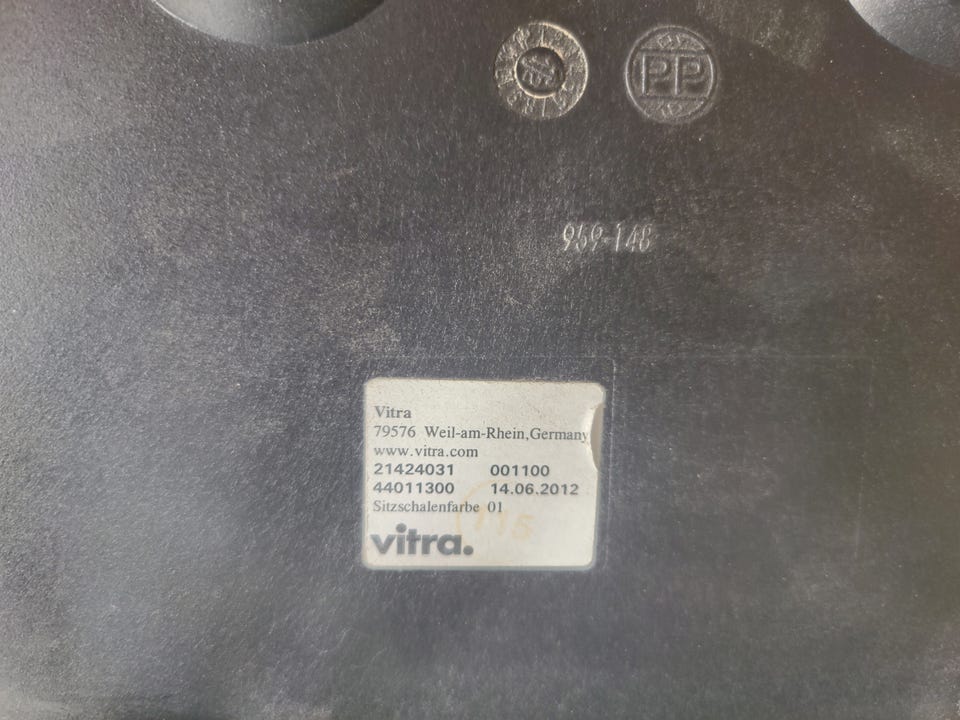 PP
969-148
Vitra
79576 Weil-am-Rhein,Germany
www.vitra.com
21424031 001100
44011300 14.06.2012
Sitzschalenfarbe 01
vitra.